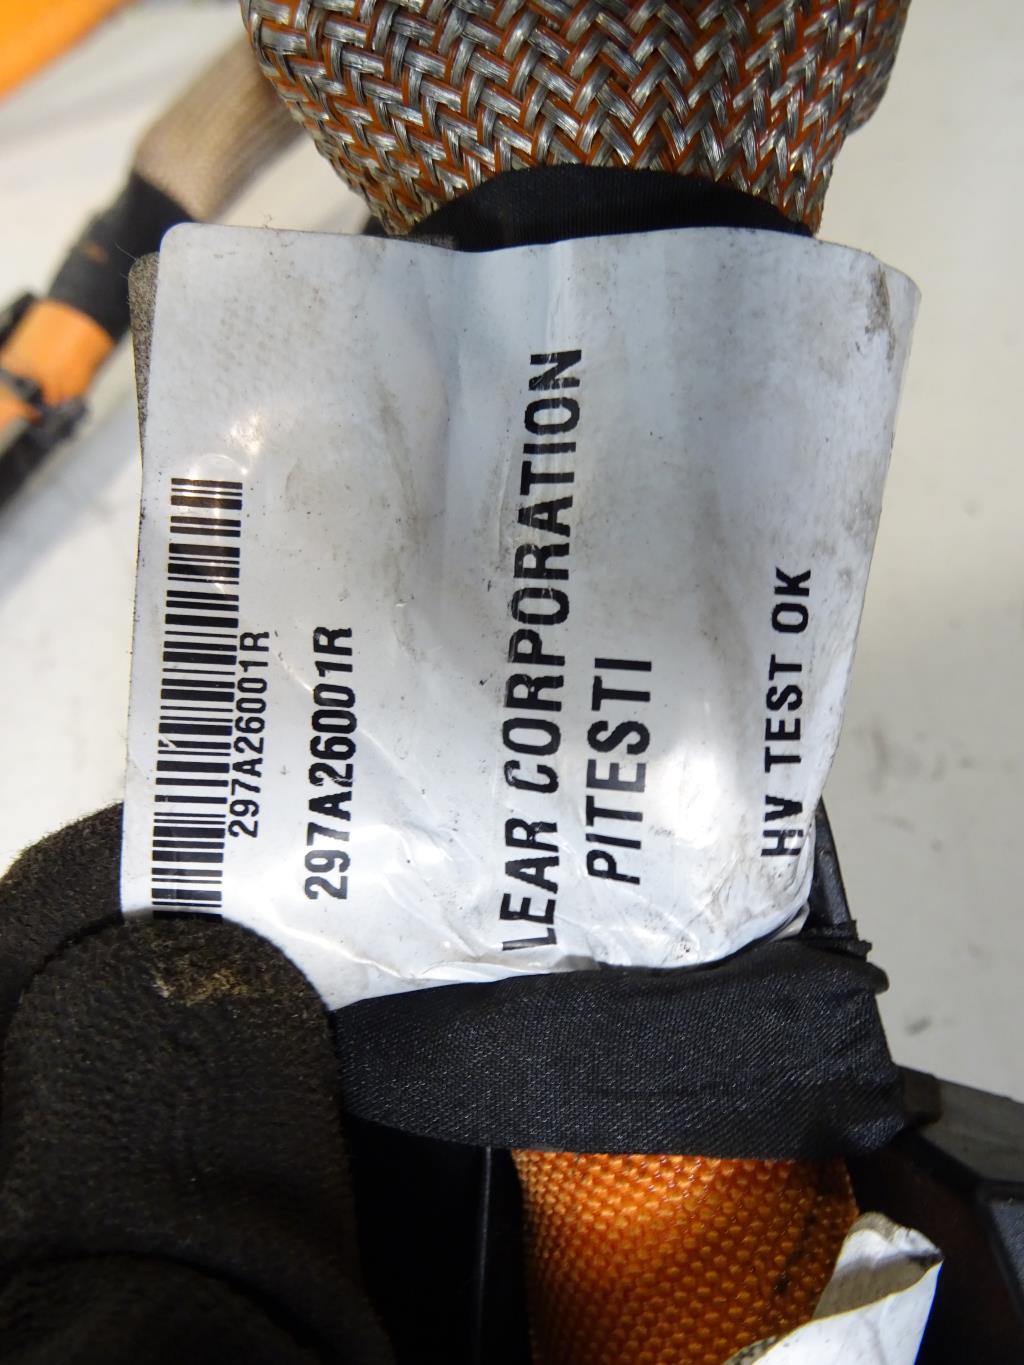 297A26001R
297A26001R
LEAR CORPORATION
PITESTI
HV TEST OK